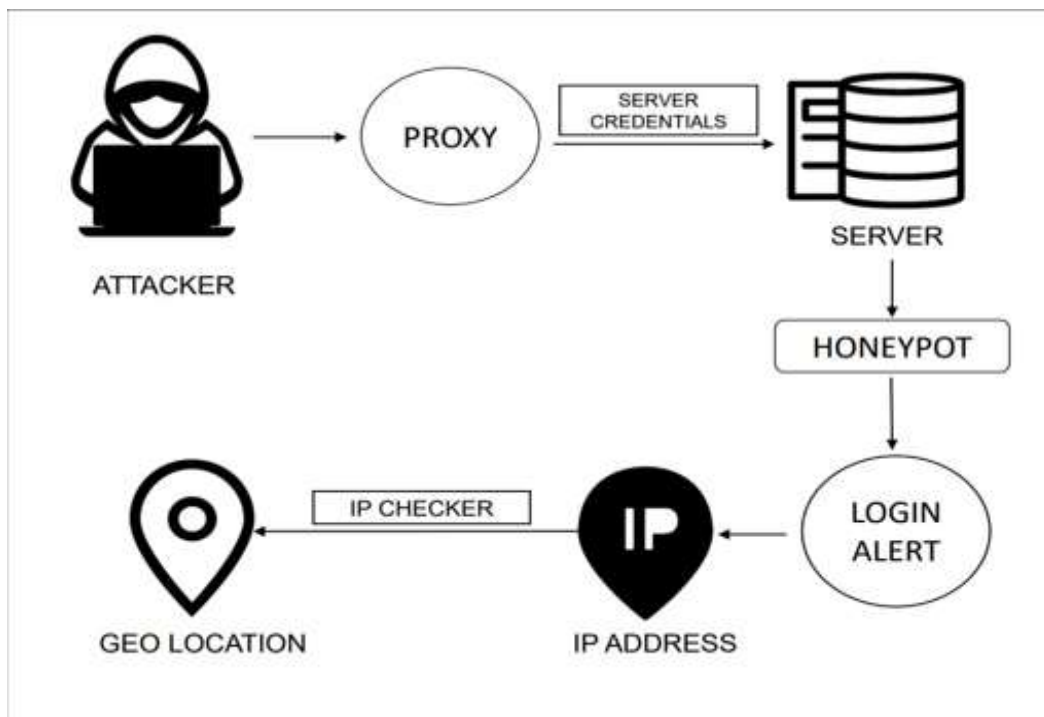 PROXY
SERVER
CREDENTIALS
SERVER
ATTACKER
HONEYPOT
LOGIN
ALERT
IP
IP CHECKER
IP ADDRESS
GEO LOCATION